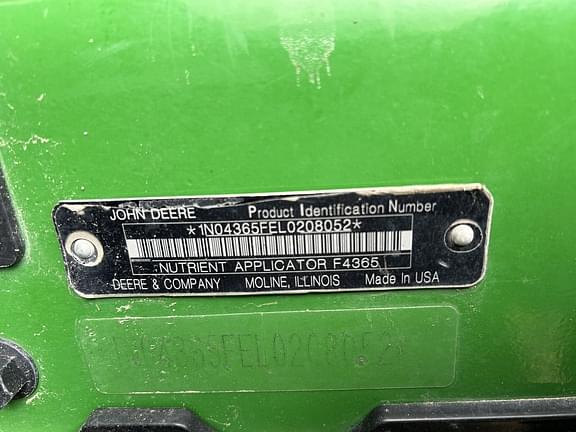 JOHN DEERE Product Identification Number
*1N04365FEL0208052*
NUTRIENT APPLICATOR F4365
DEERE & COMPANY MOLINE, ILLINOIS Made In USA